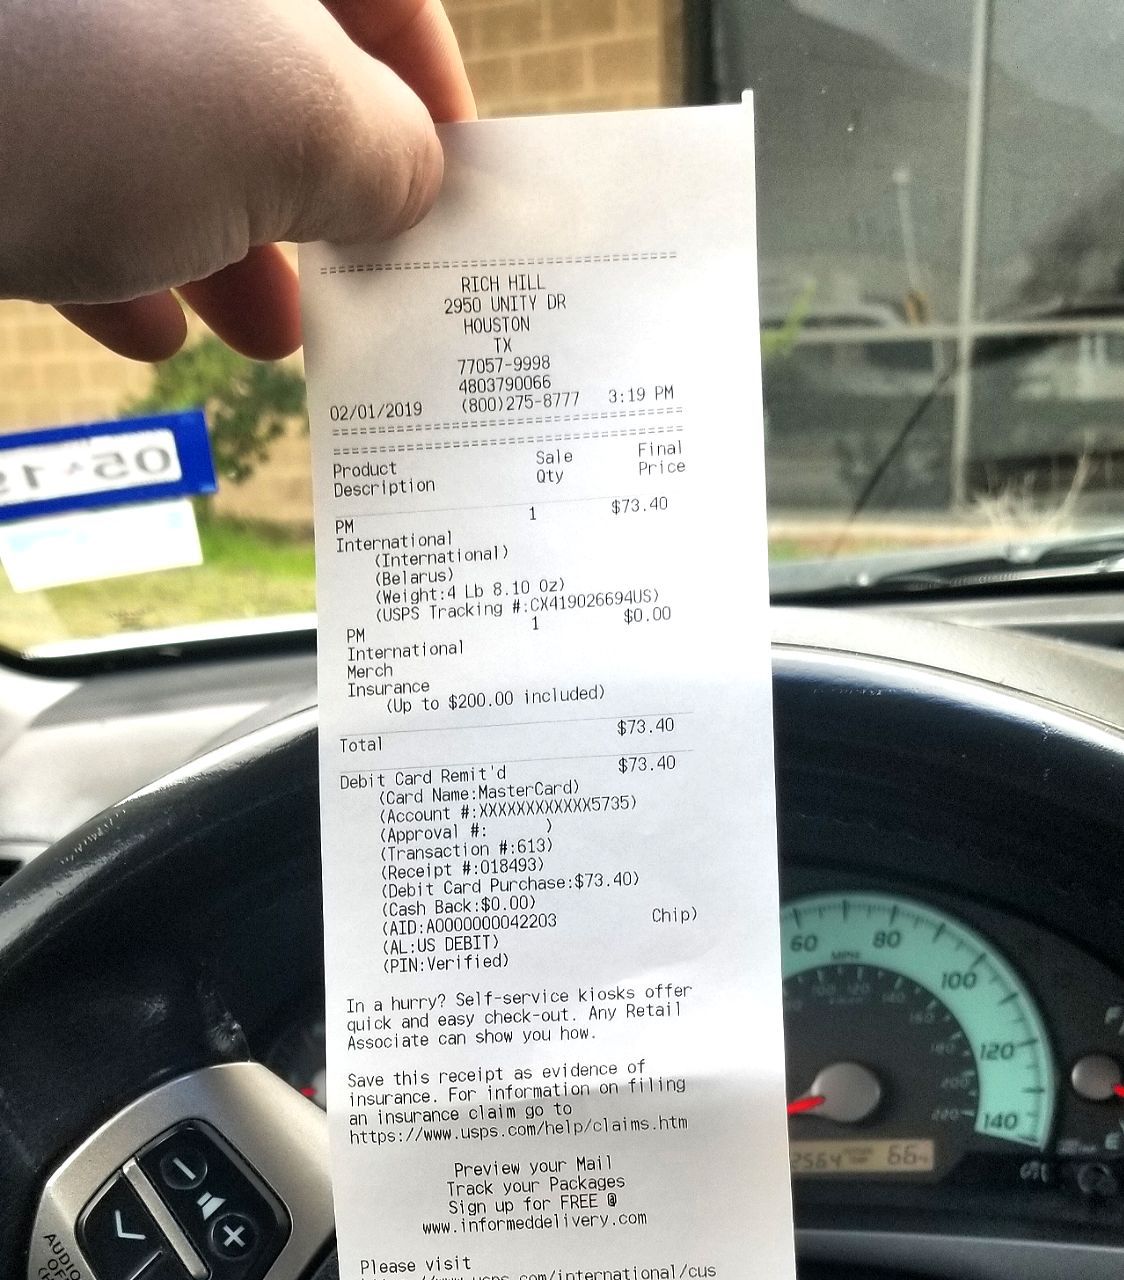 RICH HILL
2950 UNITY DR
HOUSTON
TX
77057-9998
4803790066
02/01/2019 (800)275-8777 3:19 PM
Product Sale Final
Description Qty Price
PM 1 $73.40
International
(International)
(Belarus)
(Weight:4 Lb 8.10 Oz)
(USPS Tracking #:CX419026694US)
PM 1 $0.00
International
Merch
Insurance
(Up to $200.00 included)
Total $73.40
Debit Card Remit'd $73.40
(Card Name:MasterCard)
(Account #:XXXXXXXXXXXX5735)
(Approval #: )
(Transaction #:613)
(Receipt #:018493)
(Debit Card Purchase:$73.40)
(Cash Back:$0.00)
(AID:A0000000042203 Chip)
(AL:US DEBIT)
(PIN:Verified)
In a hurry? Self-service kiosks offer
quick and easy check-out. Any Retail
Associate can show you how.
Save this receipt as evidence of
insurance. For information on filing
an insurance claim go to
https://www.usps.com/help/claims.htm
Preview your Mail
Track your Packages
Sign up for FREE @
www.informeddelivery.com
Please visit
60 80 100 120 140
MPH
AUDIO